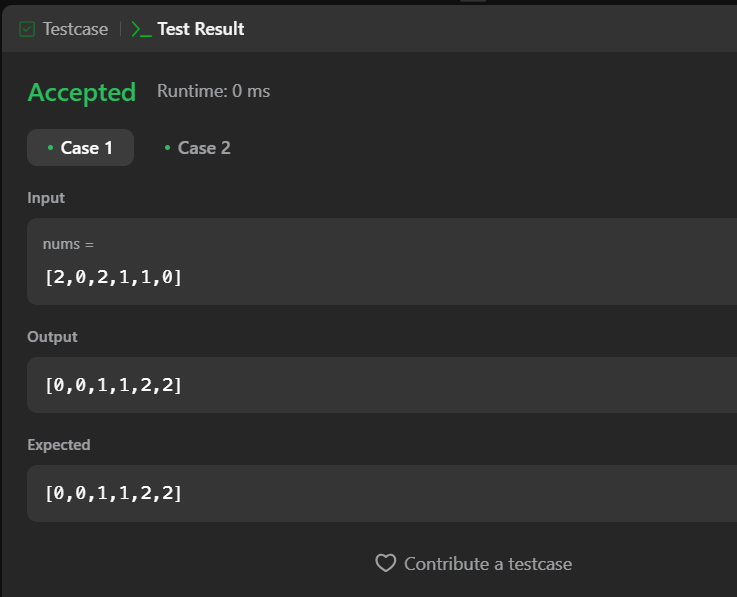 Testcase | >_ Test Result
Accepted Runtime: 0 ms
• Case 1 • Case 2
Input
nums =
[2,0,2,1,1,0]
Output
[0,0,1,1,2,2]
Expected
[0,0,1,1,2,2]
Contribute a testcase